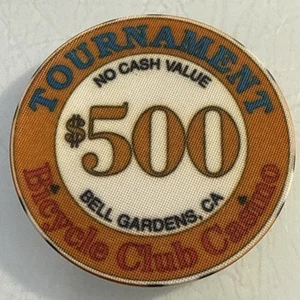 TOURNAMENT
NO CASH VALUE
$500
BELL GARDENS, CA
Bicycle Club Casino